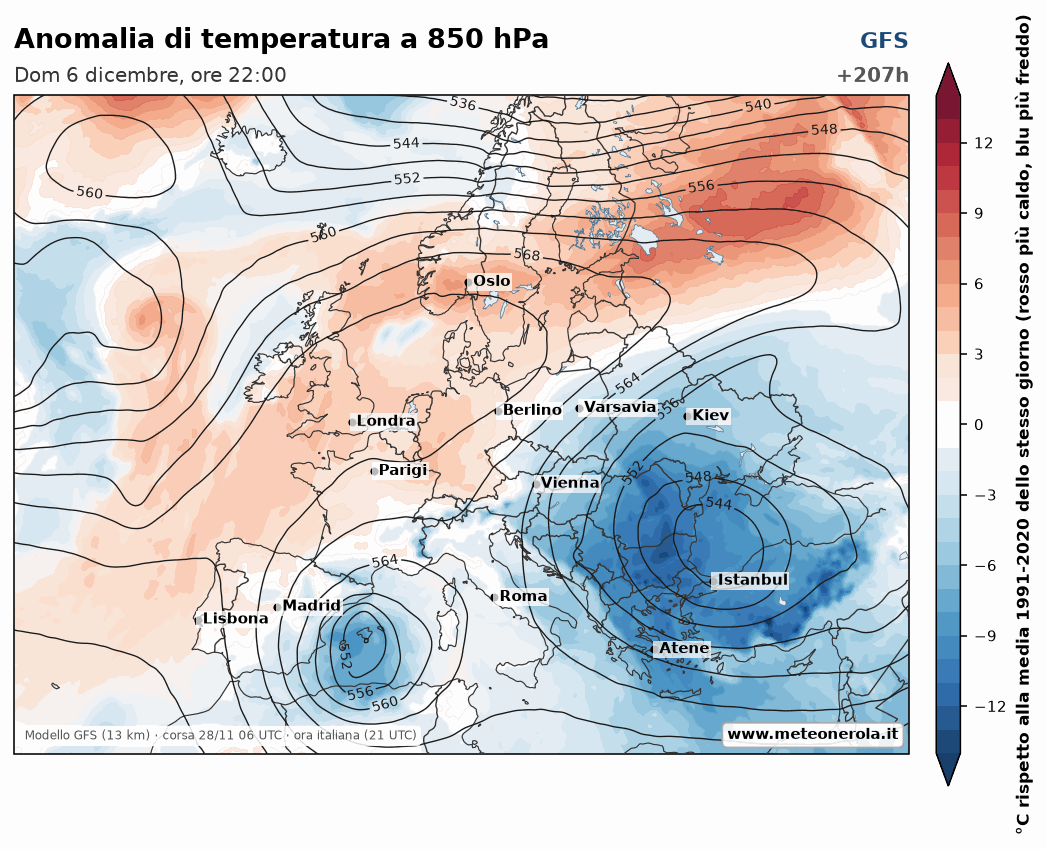 Anomalia di temperatura a 850 hPa
GFS
Dom 6 dicembre, ore 22:00
+207h
536
540
544
548
552
556
560
560
568
Oslo
564
556
Berlino
Varsavia
Kiev
Londra
Parigi
Vienna
552
548
544
564
Istanbul
Madrid
Roma
Lisbona
Atene
552
556
560
Modello GFS (13 km) · corsa 28/11 06 UTC · ora italiana (21 UTC)
www.meteonerola.it
12
9
6
3
0
−3
−6
−9
−12
°C rispetto alla media 1991-2020 dello stesso giorno (rosso più caldo, blu più freddo)